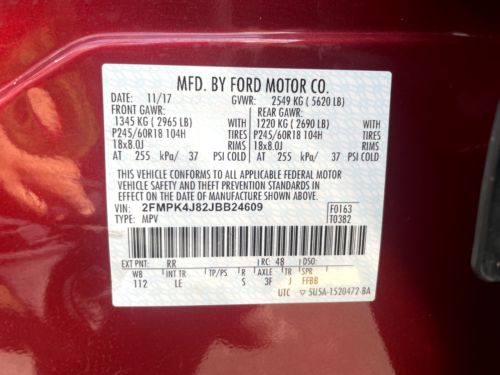 MFD. BY FORD MOTOR CO.
DATE: 11/17 GVWR: 2549 KG ( 5620 LB)
FRONT GAWR: REAR GAWR:
1345 KG ( 2965 LB) 1220 KG ( 2690 LB)
P245/60R18 104H TIRES P245/60R18 104H TIRES
18x8.0J RIMS 18x8.0J RIMS
AT 255 kPa/ 37 PSI COLD AT 255 kPa/ 37 PSI COLD
THIS VEHICLE CONFORMS TO ALL APPLICABLE FEDERAL MOTOR
VEHICLE SAFETY AND THEFT PREVENTION STANDARDS IN
EFFECT ON THE DATE OF MANUFACTURE SHOWN ABOVE.
VIN: 2FMPK4J82JBB24609 F0163
TYPE: MPV T0382
EXT PNT: RR RC: 48 DSO:
WB INT TR TP/PS R AXLE TR SPR
112 LE S 3F J FFBB
UTC ▽ 5U5A-1520472-BA